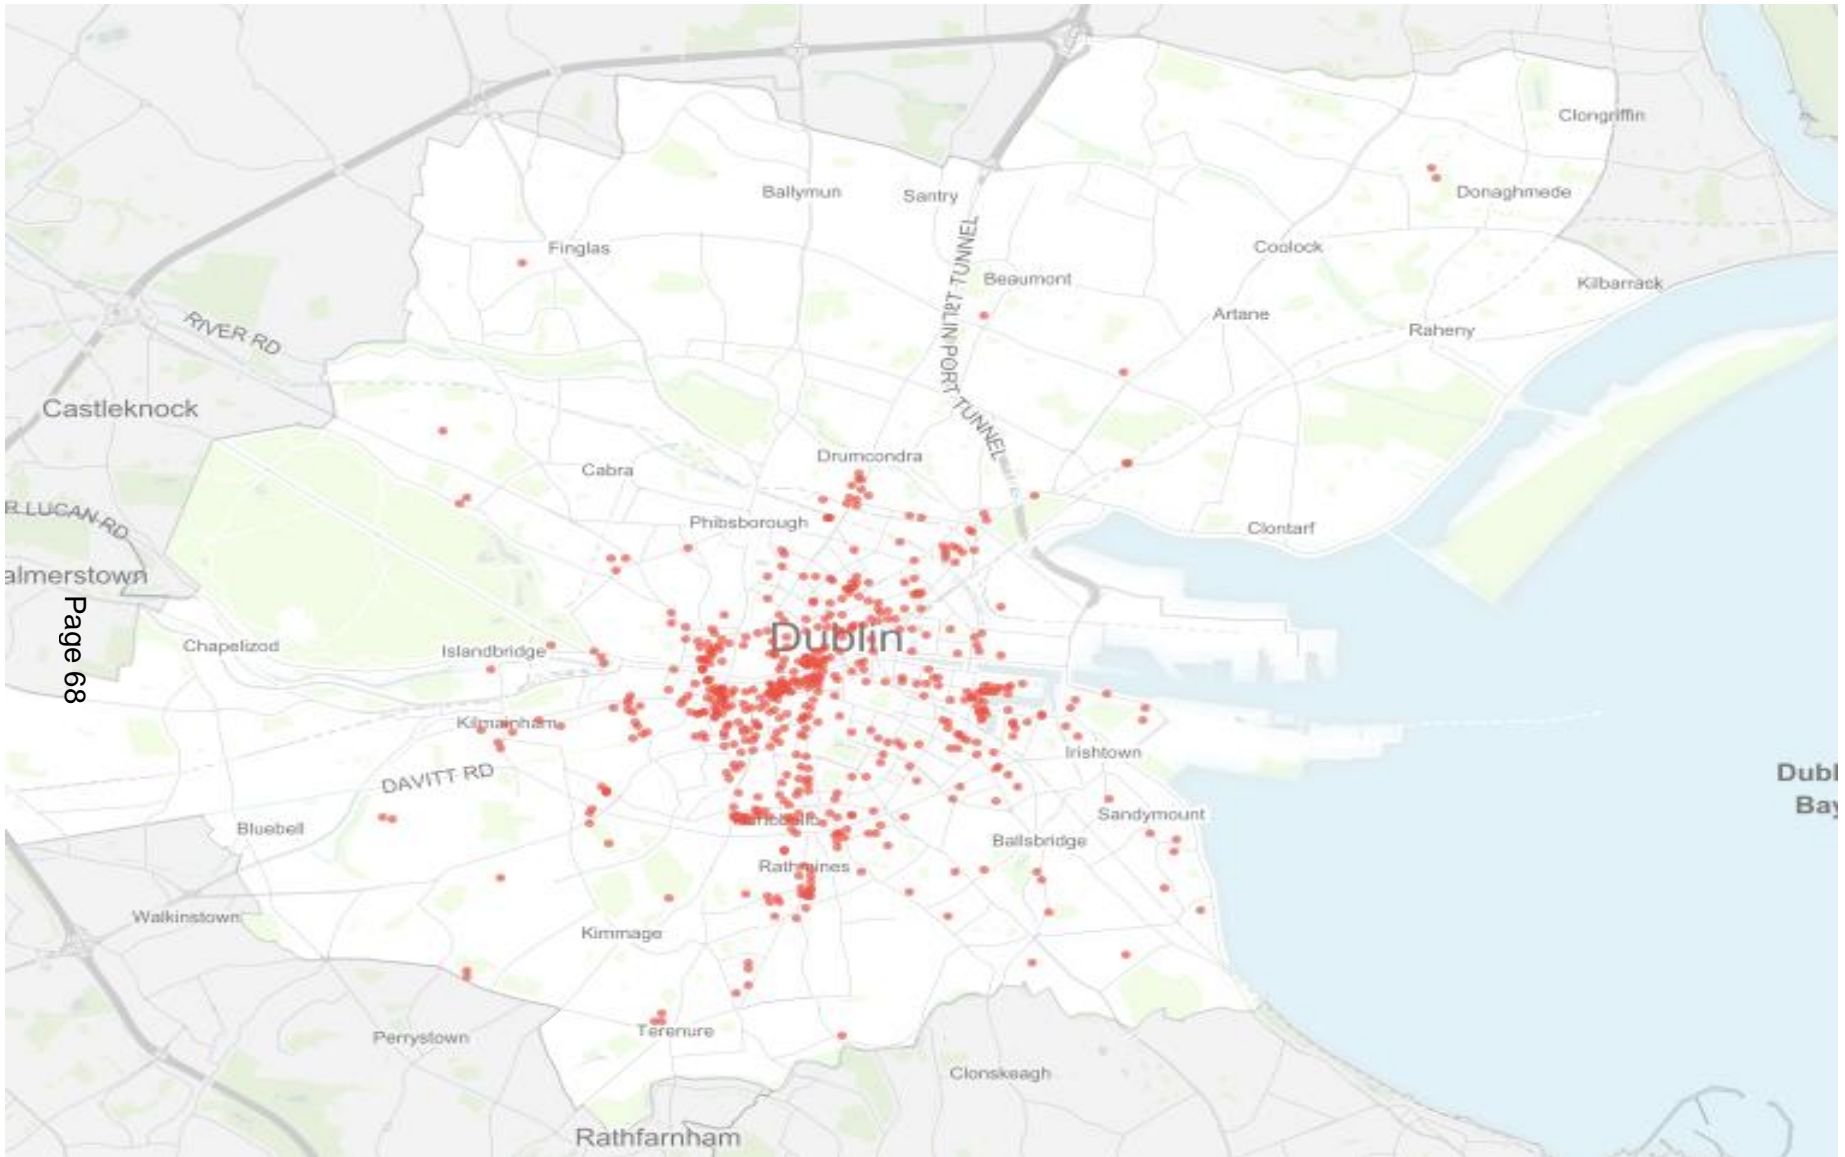 Clongriffin
Ballymun
Santry
Donaghmede
Finglas
Coolock
Beaumont
Kilbarrack
RIVER RD
Artane
Raheny
TUNNEL
PORT TUNNEL
Castleknock
Drumcondra
Cabra
R LUCAN RD
Phibsborough
Clontarf
almerstown
Page 68
Dublin
Chapelizod
Islandbridge
Kilmainham
Irishtown
DAVITT RD
Dubl
Bay
Sandymount
Bluebell
Ballsbridge
Rathmines
Walkinstown
Kimmage
Terenure
Perrystown
Clonskeagh
Rathfarnham